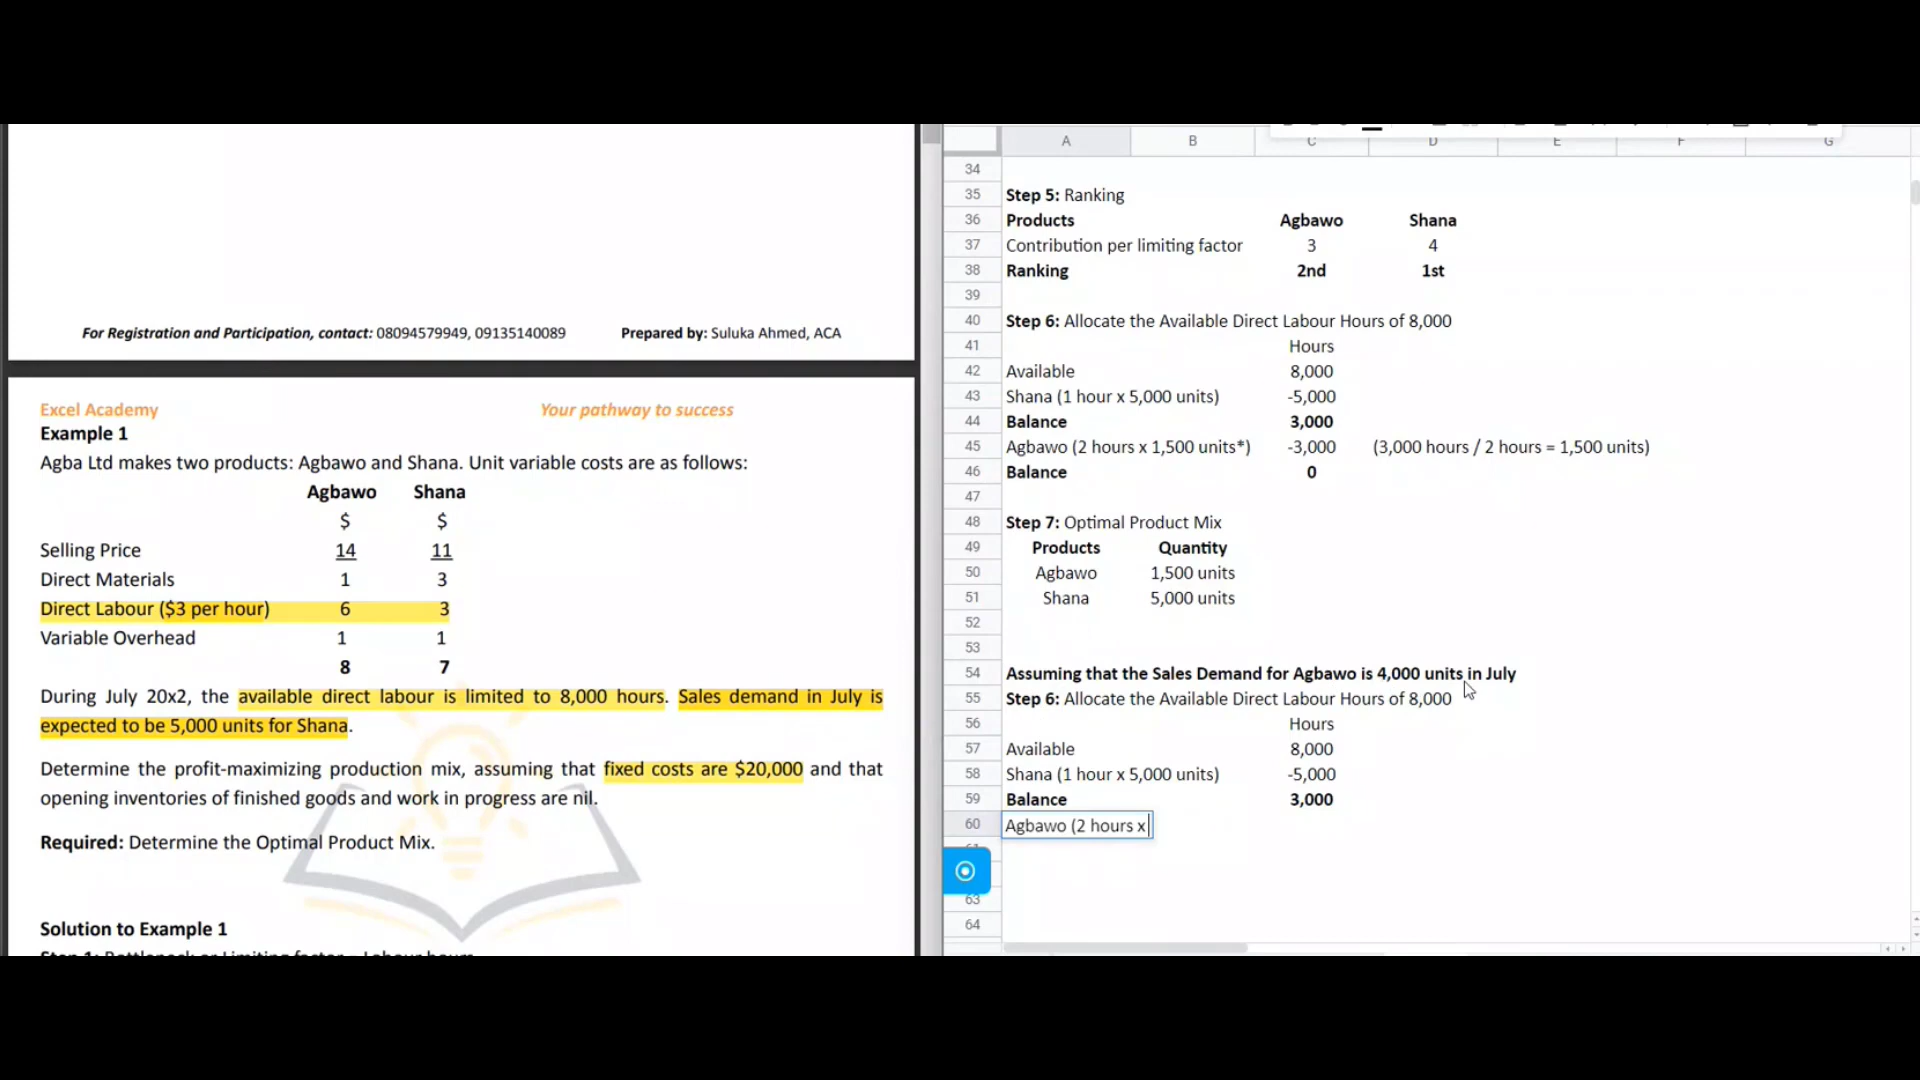 For Registration and Participation, contact: 08094579949, 09135140089 Prepared by: Suluka Ahmed, ACA
Excel Academy Your pathway to success
Example 1
Agba Ltd makes two products: Agbawo and Shana. Unit variable costs are as follows:
Agbawo Shana
$ $
Selling Price 14 11
Direct Materials 1 3
Direct Labour ($3 per hour) 6 3
Variable Overhead 1 1
8 7
During July 20x2, the available direct labour is limited to 8,000 hours. Sales demand in July is
expected to be 5,000 units for Shana.
Determine the profit-maximizing production mix, assuming that fixed costs are $20,000 and that
opening inventories of finished goods and work in progress are nil.
Required: Determine the Optimal Product Mix.
Solution to Example 1
A B C D E F G
34
35 Step 5: Ranking
36 Products Agbawo Shana
37 Contribution per limiting factor 3 4
38 Ranking 2nd 1st
39
40 Step 6: Allocate the Available Direct Labour Hours of 8,000
41 Hours
42 Available 8,000
43 Shana (1 hour x 5,000 units) -5,000
44 Balance 3,000
45 Agbawo (2 hours x 1,500 units*) -3,000 (3,000 hours / 2 hours = 1,500 units)
46 Balance 0
47
48 Step 7: Optimal Product Mix
49 Products Quantity
50 Agbawo 1,500 units
51 Shana 5,000 units
52
53
54 Assuming that the Sales Demand for Agbawo is 4,000 units in July
55 Step 6: Allocate the Available Direct Labour Hours of 8,000
56 Hours
57 Available 8,000
58 Shana (1 hour x 5,000 units) -5,000
59 Balance 3,000
60 Agbawo (2 hours x
63
64